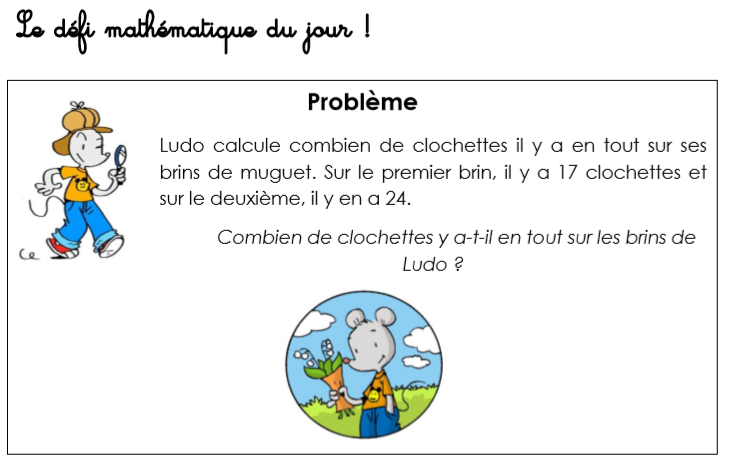 Le défi mathématique du jour !
Problème
Ludo calcule combien de clochettes il y a en tout sur ses
brins de muguet. Sur le premier brin, il y a 17 clochettes et
sur le deuxième, il y en a 24.
Combien de clochettes y a-t-il en tout sur les brins de
Ludo ?
Ce